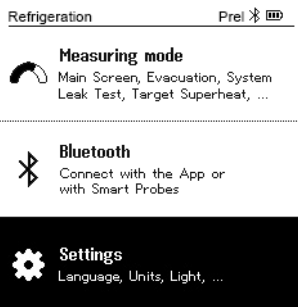 Refrigeration Prel
Measuring mode
Main Screen, Evacuation, System
Leak Test, Target Superheat, ...
Bluetooth
Connect with the App or
with Smart Probes
Settings
Language, Units, Light, ...